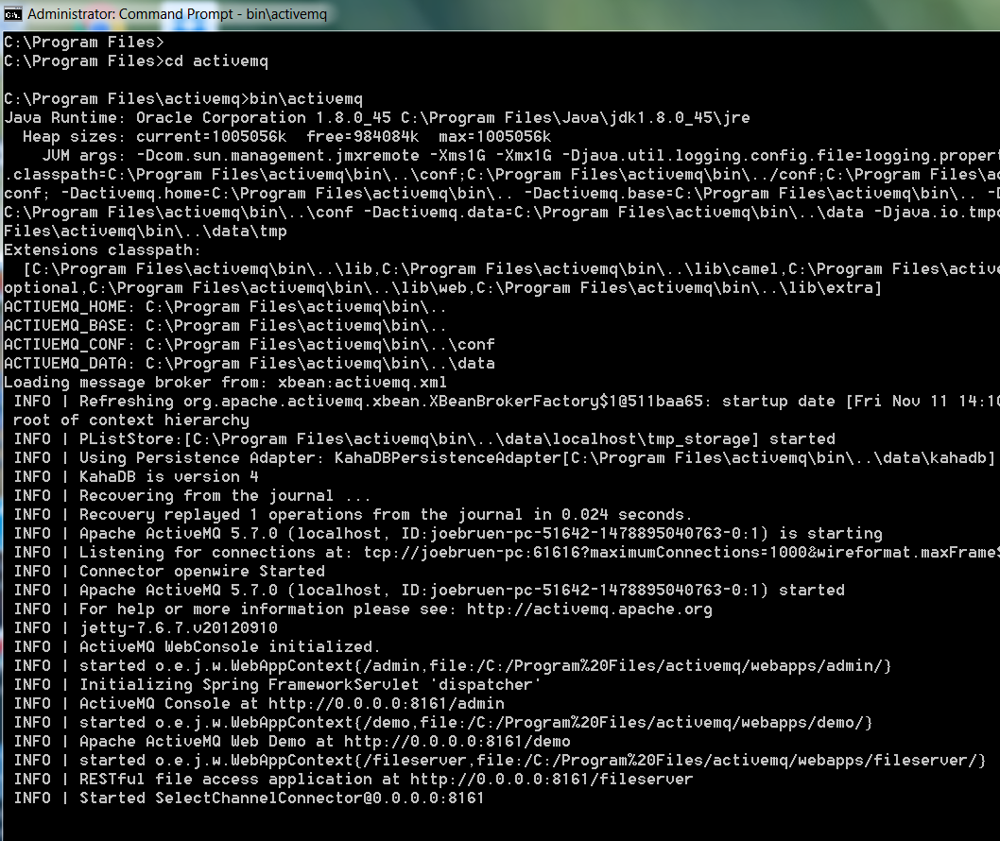 Administrator: Command Prompt - bin\activemq
C:\Program Files>
C:\Program Files>cd activemq
C:\Program Files\activemq>bin\activemq
Java Runtime: Oracle Corporation 1.8.0_45 C:\Program Files\Java\jdk1.8.0_45\jre
Heap sizes: current=1005056k free=984084k max=1005056k
JVM args: -Dcom.sun.management.jmxremote -Xms1G -Xmx1G -Djava.util.logging.config.file=logging.propert
.classpath=C:\Program Files\activemq\bin\..\conf;C:\Program Files\activemq\bin\../conf;C:\Program Files\ac
conf; -Dactivemq.home=C:\Program Files\activemq\bin\.. -Dactivemq.base=C:\Program Files\activemq\bin\.. -D
C:\Program Files\activemq\bin\..\conf -Dactivemq.data=C:\Program Files\activemq\bin\..\data -Djava.io.tmpd
Files\activemq\bin\..\data\tmp
Extensions classpath:
[C:\Program Files\activemq\bin\..\lib,C:\Program Files\activemq\bin\..\lib\camel,C:\Program Files\active
optional,C:\Program Files\activemq\bin\..\lib\web,C:\Program Files\activemq\bin\..\lib\extra]
ACTIVEMQ_HOME: C:\Program Files\activemq\bin\..
ACTIVEMQ_BASE: C:\Program Files\activemq\bin\..
ACTIVEMQ_CONF: C:\Program Files\activemq\bin\..\conf
ACTIVEMQ_DATA: C:\Program Files\activemq\bin\..\data
Loading message broker from: xbean:activemq.xml
INFO | Refreshing org.apache.activemq.xbean.XBeanBrokerFactory$1@511baa65: startup date [Fri Nov 11 14:10
root of context hierarchy
INFO | PListStore:[C:\Program Files\activemq\bin\..\data\localhost\tmp_storage] started
INFO | Using Persistence Adapter: KahaDBPersistenceAdapter[C:\Program Files\activemq\bin\..\data\kahadb]
INFO | KahaDB is version 4
INFO | Recovering from the journal ...
INFO | Recovery replayed 1 operations from the journal in 0.024 seconds.
INFO | Apache ActiveMQ 5.7.0 (localhost, ID:joebruen-pc-51642-1478895040763-0:1) is starting
INFO | Listening for connections at: tcp://joebruen-pc:61616?maximumConnections=1000&wireformat.maxFrameS
INFO | Connector openwire Started
INFO | Apache ActiveMQ 5.7.0 (localhost, ID:joebruen-pc-51642-1478895040763-0:1) started
INFO | For help or more information please see: http://activemq.apache.org
INFO | jetty-7.6.7.v20120910
INFO | ActiveMQ WebConsole initialized.
INFO | started o.e.j.w.WebAppContext{/admin,file:/C:/Program%20Files/activemq/webapps/admin/}
INFO | Initializing Spring FrameworkServlet 'dispatcher'
INFO | ActiveMQ Console at http://0.0.0.0:8161/admin
INFO | started o.e.j.w.WebAppContext{/demo,file:/C:/Program%20Files/activemq/webapps/demo/}
INFO | Apache ActiveMQ Web Demo at http://0.0.0.0:8161/demo
INFO | started o.e.j.w.WebAppContext{/fileserver,file:/C:/Program%20Files/activemq/webapps/fileserver/}
INFO | RESTful file access application at http://0.0.0.0:8161/fileserver
INFO | Started SelectChannelConnector@0.0.0.0:8161